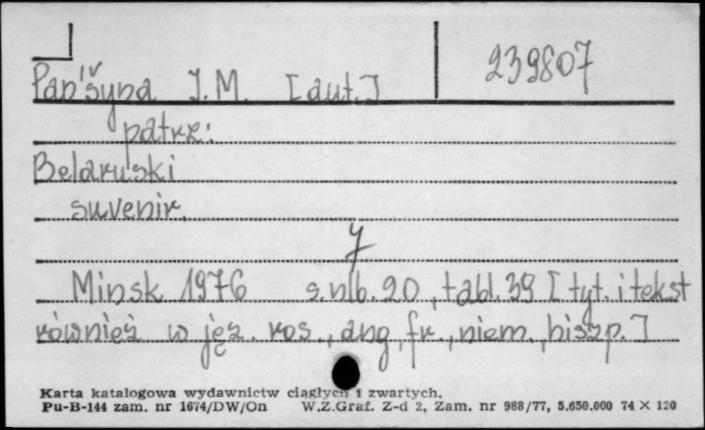 239807
Pan'šyna I. M. [aut.]
patrz:
Belaruski
suvenir.
Minsk 1976 s.nlb. 20, tabl. 39 [tyt. i tekst
również w jęz. ros., ang, fr., niem., hiszp.]
Karta katalogowa wydawnictw ciągłych i zwartych.
Pu-B-144 zam. nr 1674/DW/On W.Z.Graf. Z-d 2, Zam. nr 988/77, 5.650.000 74 X 120